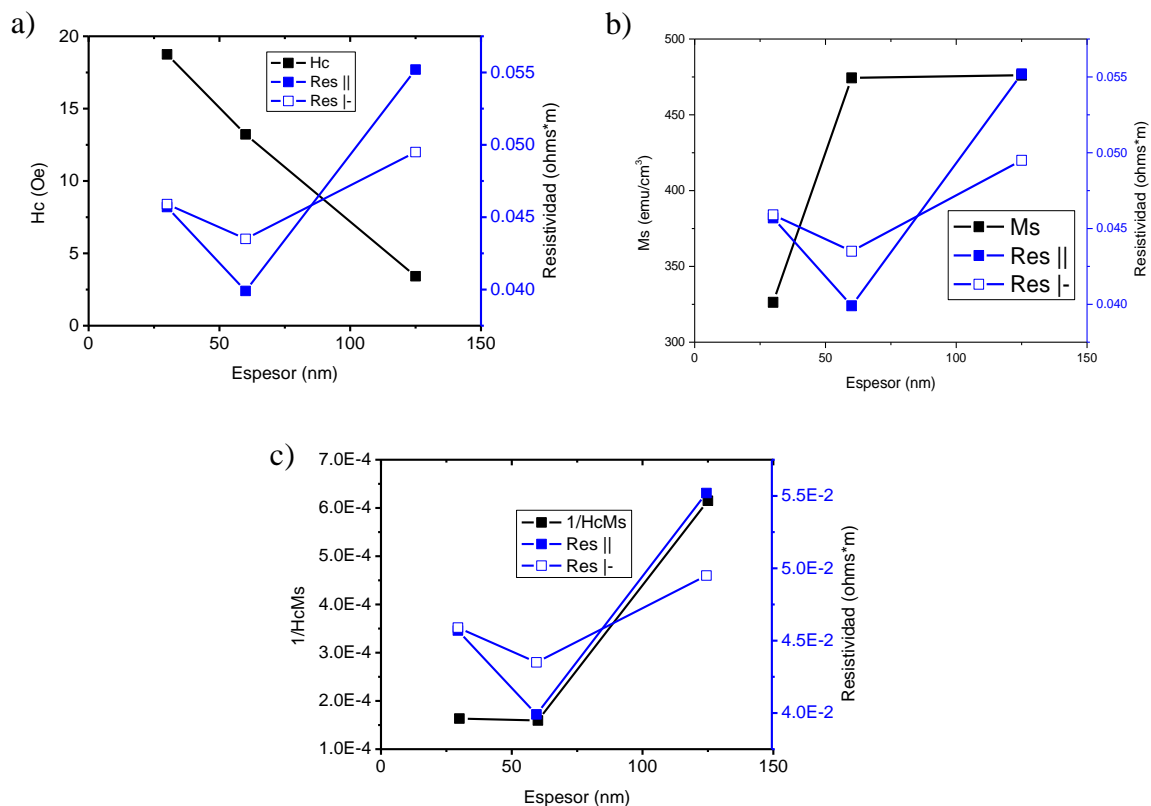 a)
20
15
10
5
0
0
50
100
150
Hc (Oe)
Espesor (nm)
Hc
Res ||
Res |-
0.055
0.050
0.045
0.040
Resistividad (ohms*m)
b)
500
450
400
350
300
0
50
100
150
Ms (emu/cm³)
Espesor (nm)
Ms
Res ||
Res |-
0.055
0.050
0.045
0.040
Resistividad (ohms*m)
c)
7.0E-4
6.0E-4
5.0E-4
4.0E-4
3.0E-4
2.0E-4
1.0E-4
0
50
100
150
1/HcMs
Espesor (nm)
1/HcMs
Res ||
Res |-
5.5E-2
5.0E-2
4.5E-2
4.0E-2
Resistividad (ohms*m)